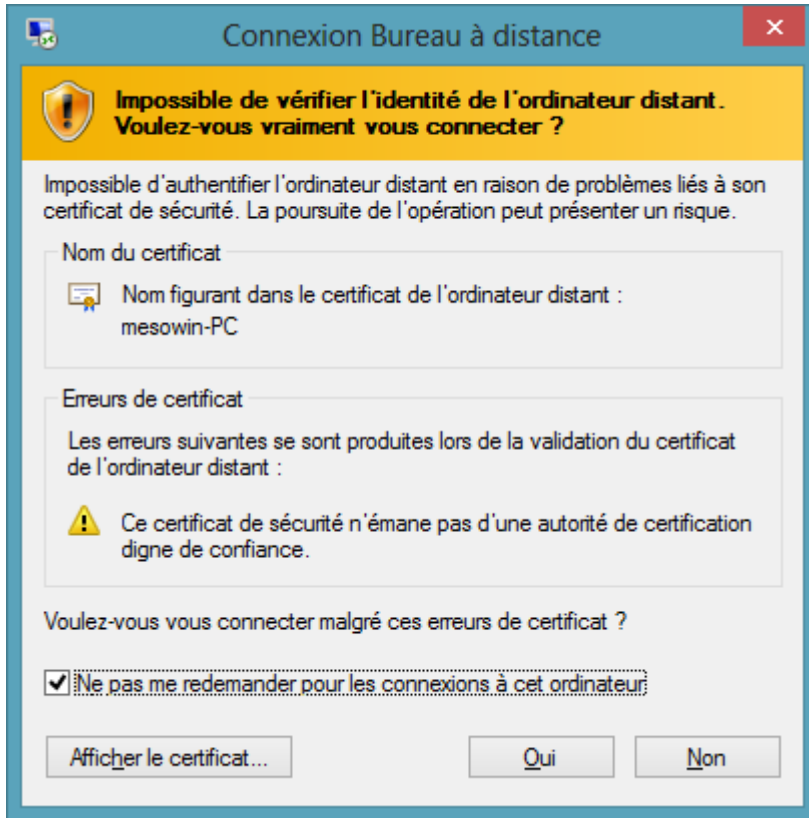 Connexion Bureau à distance
Impossible de vérifier l'identité de l'ordinateur distant.
Voulez-vous vraiment vous connecter ?
Impossible d'authentifier l'ordinateur distant en raison de problèmes liés à son
certificat de sécurité. La poursuite de l'opération peut présenter un risque.
Nom du certificat
Nom figurant dans le certificat de l'ordinateur distant :
mesowin-PC
Erreurs de certificat
Les erreurs suivantes se sont produites lors de la validation du certificat
de l'ordinateur distant :
Ce certificat de sécurité n'émane pas d'une autorité de certification
digne de confiance.
Voulez-vous vous connecter malgré ces erreurs de certificat ?
Ne pas me redemander pour les connexions à cet ordinateur
Afficher le certificat...
Oui
Non